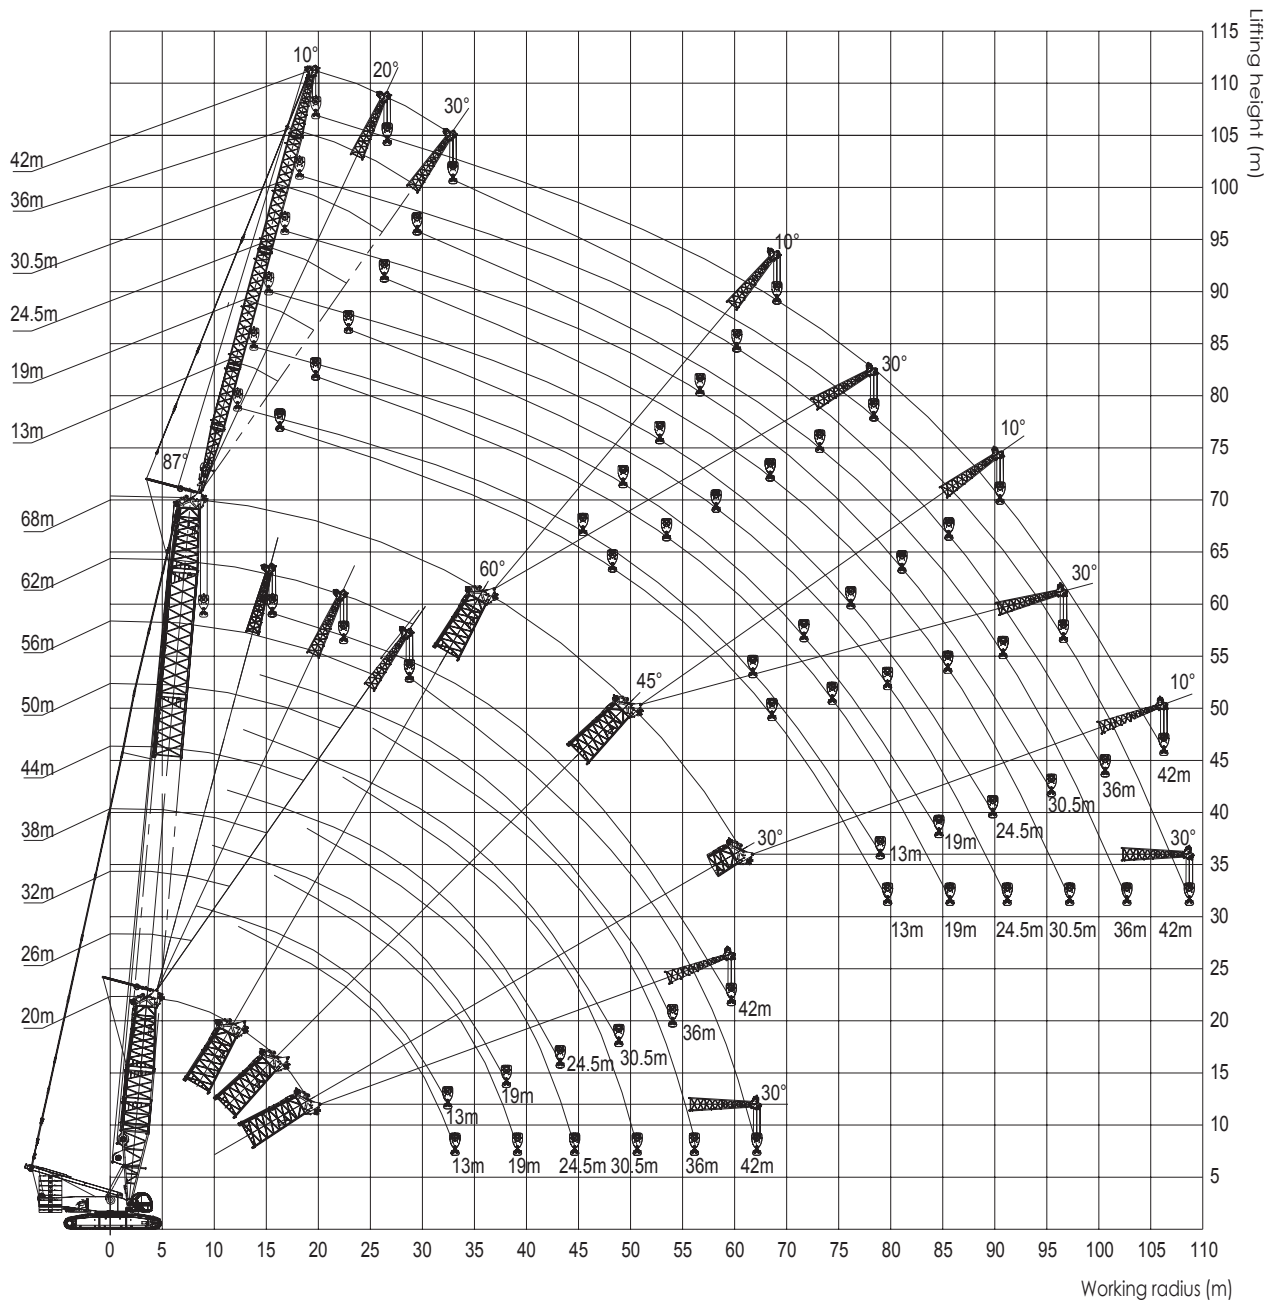 115
Lifting height (m)
10°
20°
110
30°
105
42m
100
36m
95
10°
30.5m
90
24.5m
85
30°
19m
80
13m
10°
75
87°
70
68m
65
62m
60°
30°
60
56m
55
50m
45°
10°
50
44m
42m
45
36m
30.5m
38m
24.5m
40
19m
30°
13m
30°
35
32m
13m
19m
24.5m
30.5m
36m
42m
30
26m
25
20m
42m
36m
20
30.5m
24.5m
19m
15
30°
13m
10
13m
19m
24.5m
30.5m
36m
42m
5
0 5 10 15 20 25 30 35 40 45 50 55 60 65 70 75 80 85 90 95 100 105 110
Working radius (m)